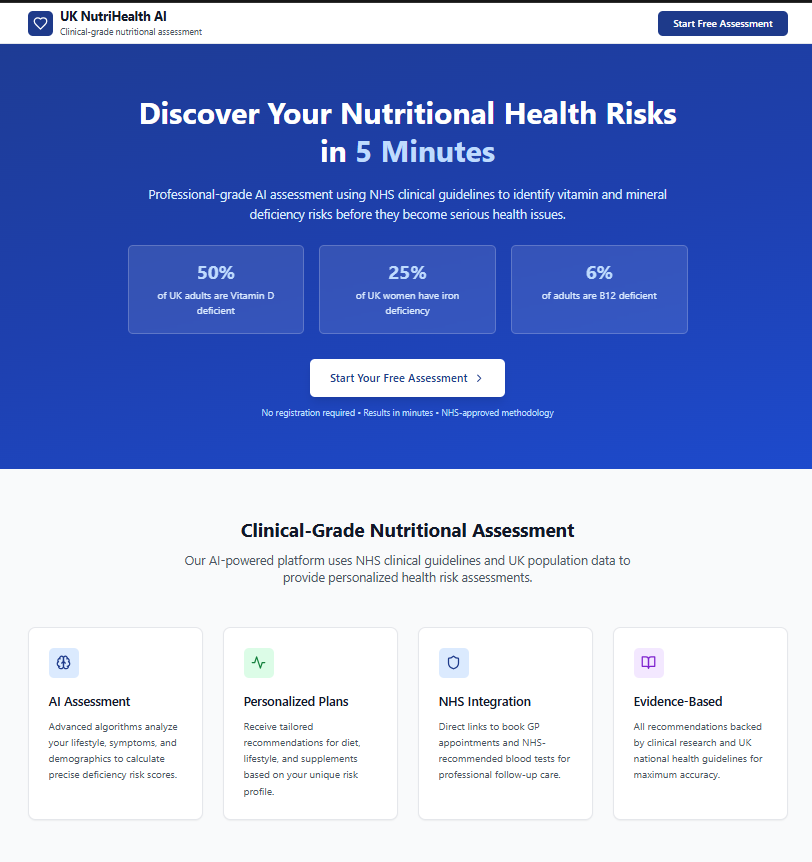 UK NutriHealth AI
Clinical-grade nutritional assessment
Start Free Assessment
Discover Your Nutritional Health Risks
in 5 Minutes
Professional-grade AI assessment using NHS clinical guidelines to identify vitamin and mineral
deficiency risks before they become serious health issues.
50%
of UK adults are Vitamin D
deficient
25%
of UK women have iron
deficiency
6%
of adults are B12 deficient
Start Your Free Assessment
No registration required • Results in minutes • NHS-approved methodology
Clinical-Grade Nutritional Assessment
Our AI-powered platform uses NHS clinical guidelines and UK population data to
provide personalized health risk assessments.
AI Assessment
Advanced algorithms analyze
your lifestyle, symptoms, and
demographics to calculate
precise deficiency risk scores.
Personalized Plans
Receive tailored
recommendations for diet,
lifestyle, and supplements
based on your unique risk
profile.
NHS Integration
Direct links to book GP
appointments and NHS-
recommended blood tests for
professional follow-up care.
Evidence-Based
All recommendations backed
by clinical research and UK
national health guidelines for
maximum accuracy.